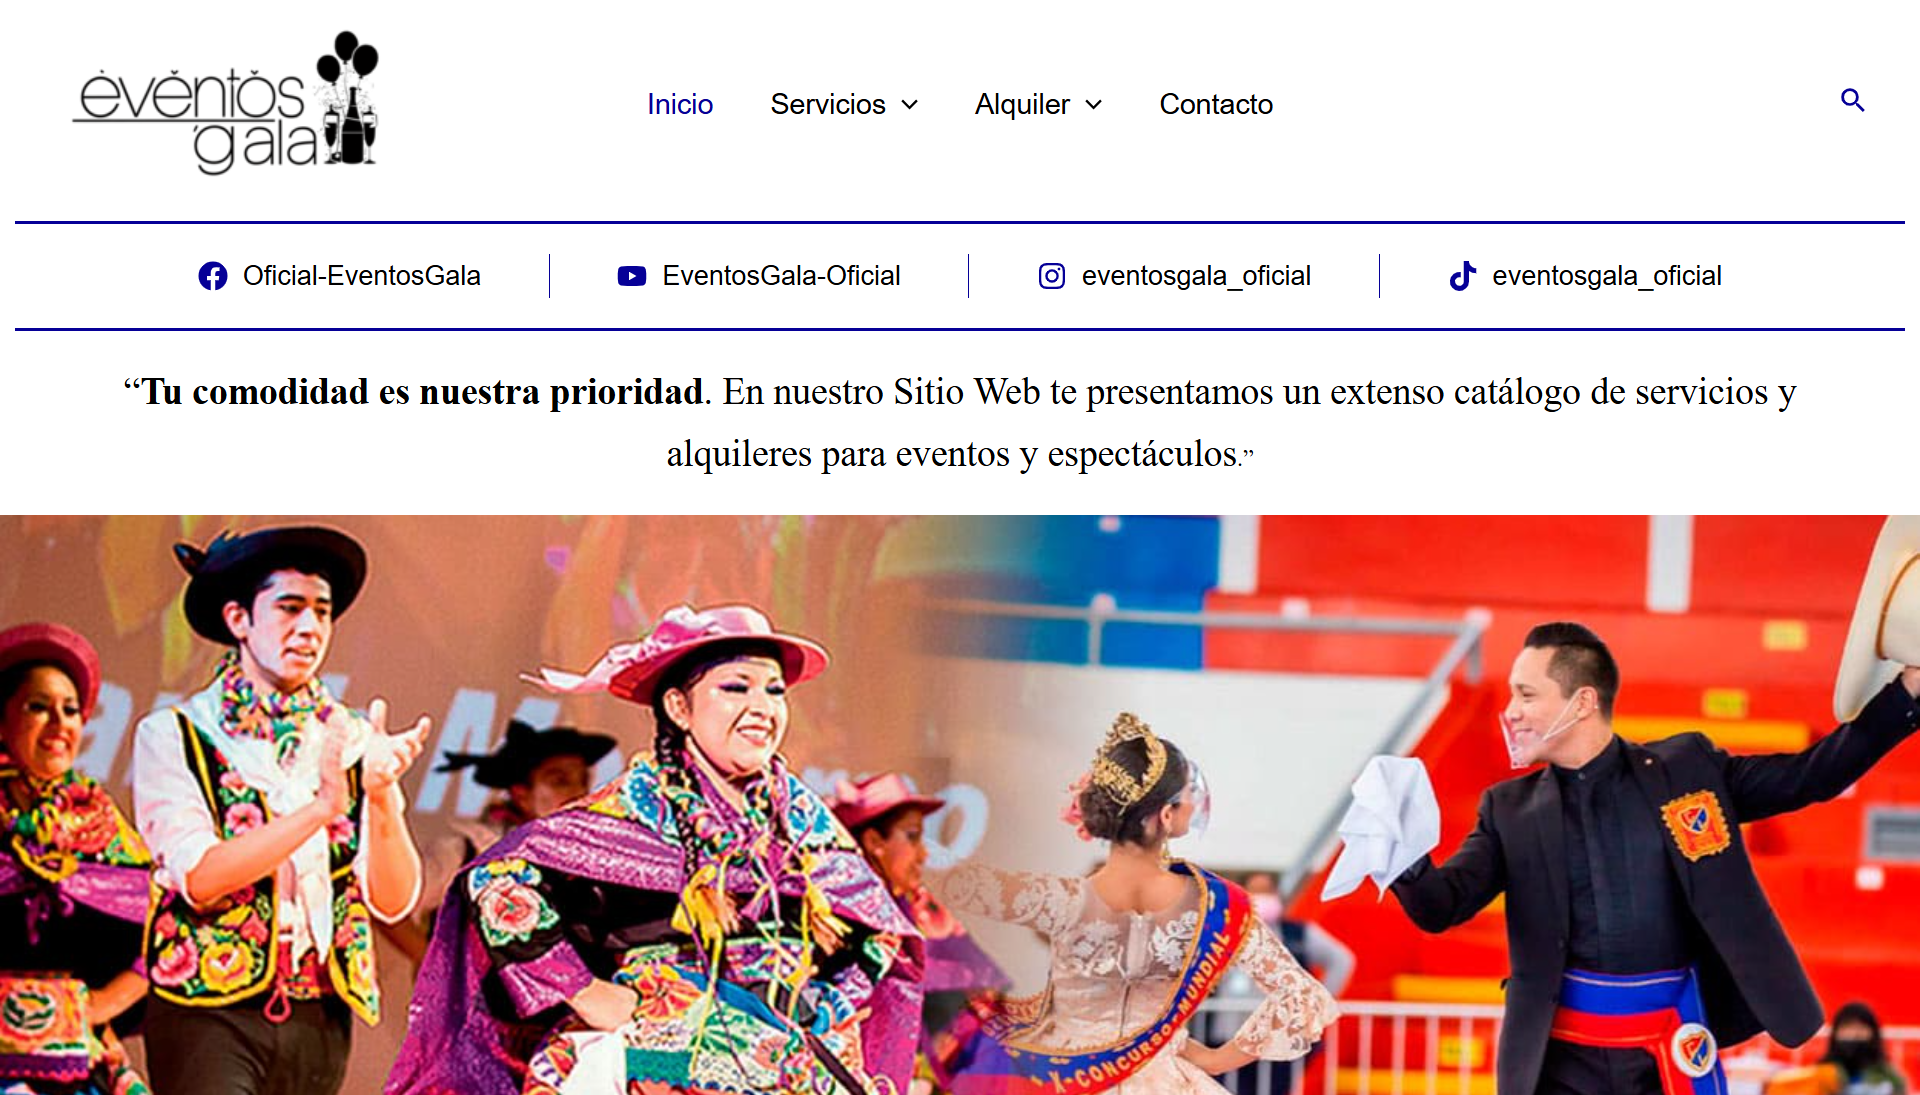 eventos
gala
Inicio
Servicios
Alquiler
Contacto
Oficial-EventosGala
EventosGala-Oficial
eventosgala_oficial
eventosgala_oficial
“Tu comodidad es nuestra prioridad. En nuestro Sitio Web te presentamos un extenso catálogo de servicios y
alquileres para eventos y espectáculos.”
X-CONCURSO-MUNDIAL